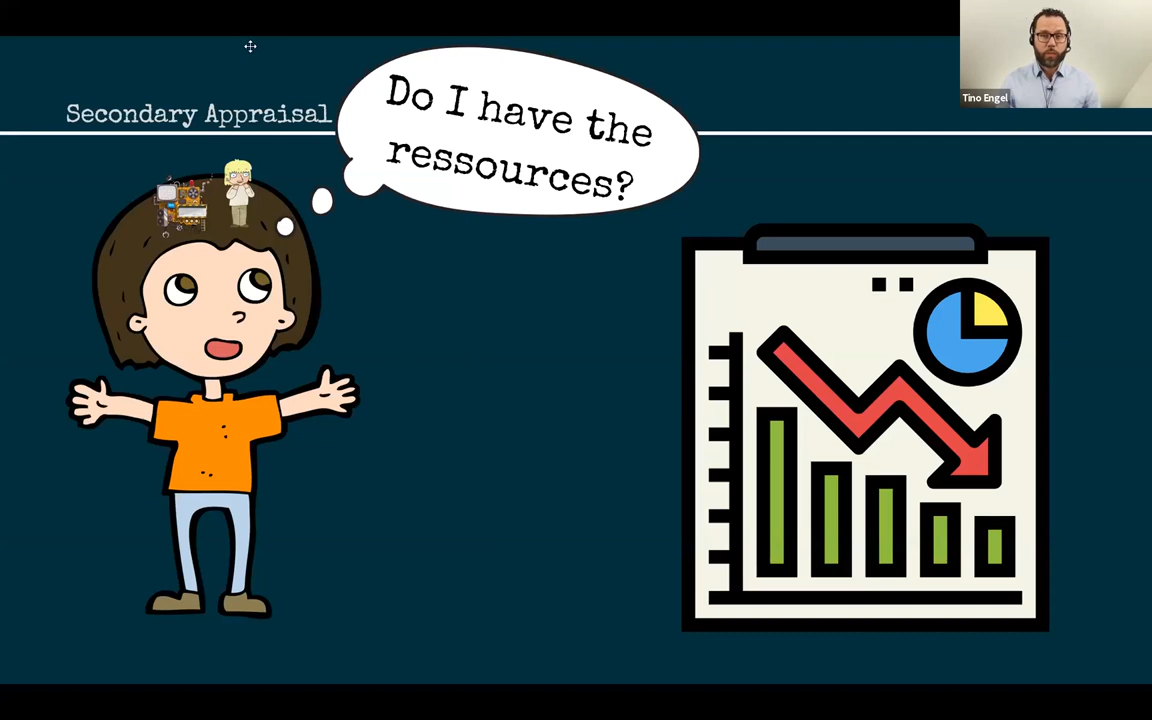 Tino Engel
Secondary Appraisal
Do I have the
ressources?